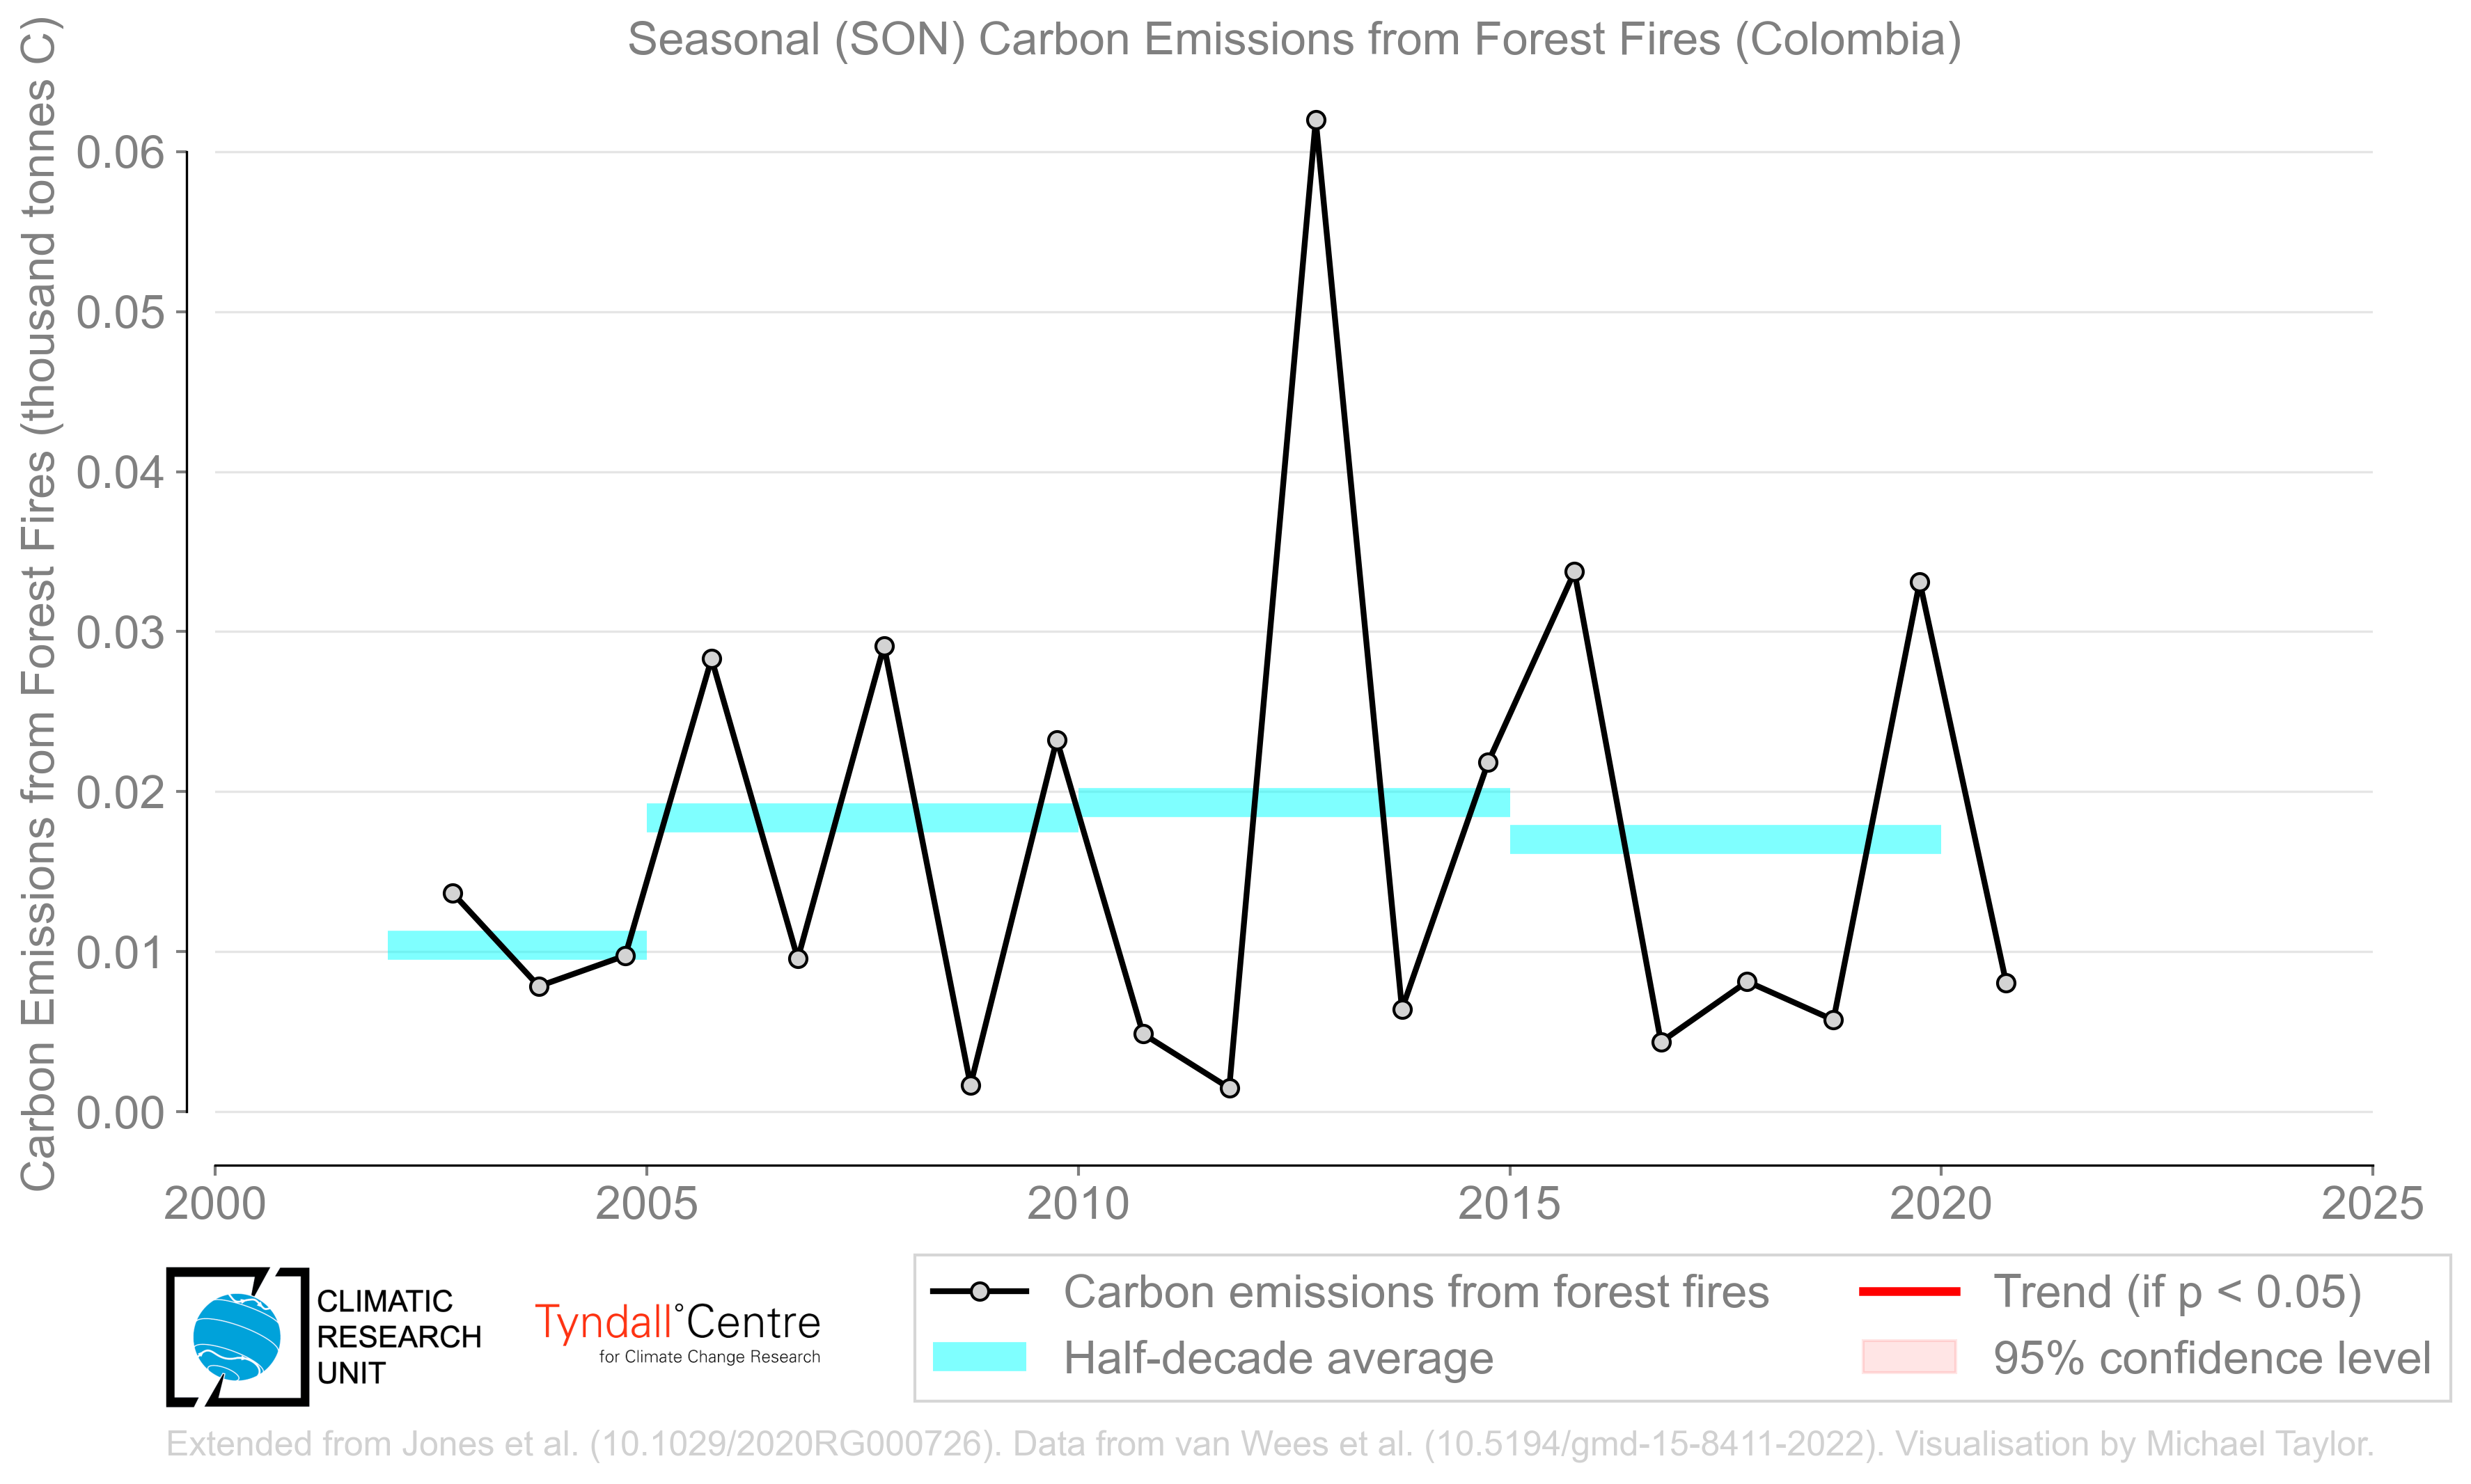 Seasonal (SON) Carbon Emissions from Forest Fires (Colombia)
Carbon Emissions from Forest Fires (thousand tonnes C)
0.06
0.05
0.04
0.03
0.02
0.01
0.00
2000 2005 2010 2015 2020 2025
CLIMATIC
RESEARCH
UNIT
Tyndall°Centre
for Climate Change Research
Carbon emissions from forest fires
Half-decade average
Trend (if p < 0.05)
95% confidence level
Extended from Jones et al. (10.1029/2020RG000726). Data from van Wees et al. (10.5194/gmd-15-8411-2022). Visualisation by Michael Taylor.